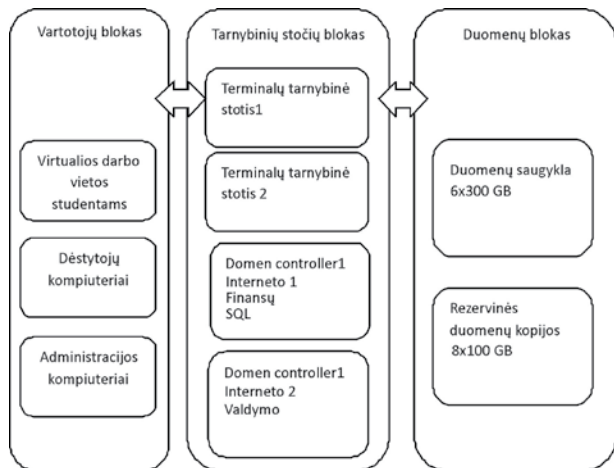 Vartotojų blokas
Virtualios darbo
vietos
studentams
Dėstytojų
kompiuteriai
Administracijos
kompiuteriai
Tarnybinių stočių blokas
Terminalų tarnybinė
stotis1
Terminalų tarnybinė
stotis 2
Domen controller1
Interneto 1
Finansų
SQL
Domen controller1
Interneto 2
Valdymo
Duomenų blokas
Duomenų saugykla
6x300 GB
Rezervinės
duomenų kopijos
8x100 GB